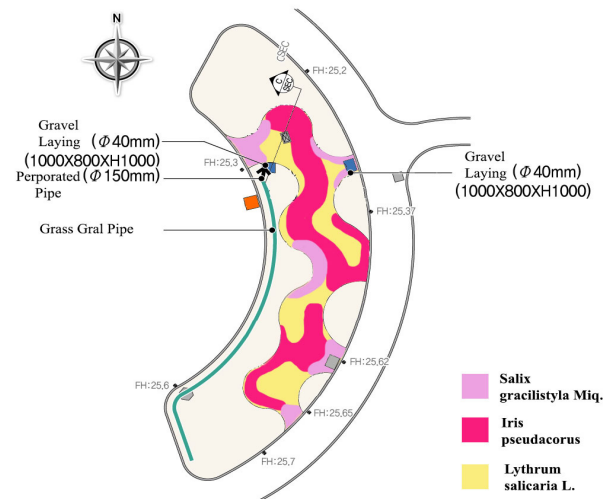 N
CSEC
C
SEC
FH:25,2
Gravel
Laying (Φ40mm)
(1000X800XH1000)
Perporated (Φ150mm)
Pipe
FH:25,3
Gravel
Laying (Φ40mm)
(1000X800XH1000)
FH:25,37
Grass Gral Pipe
FH:25,62
FH:25,6
FH:25,65
FH:25,7
Salix
gracilistyla Miq.
Iris
pseudacorus
Lythrum
salicaria L.